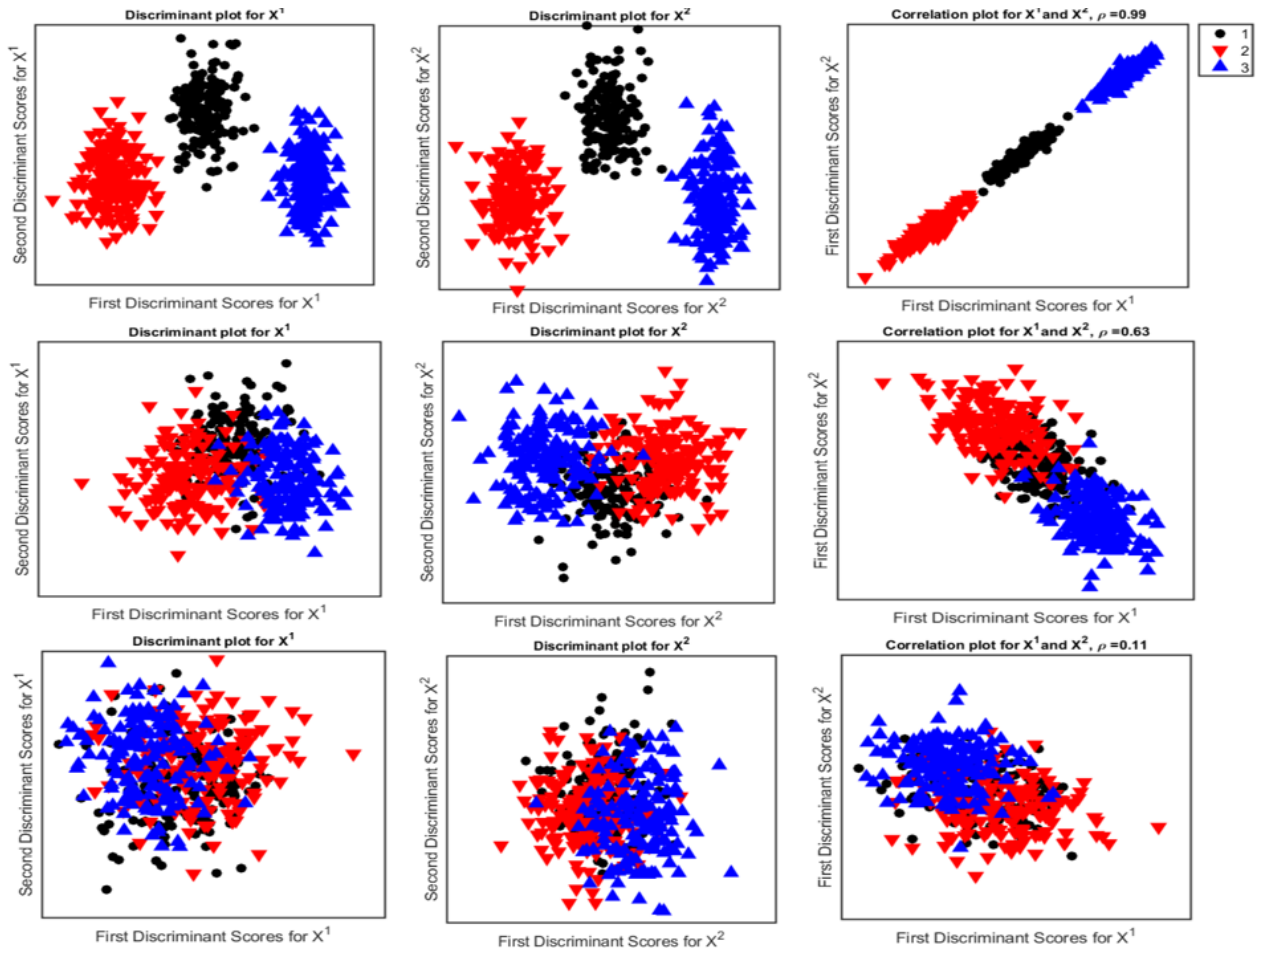 Discriminant plot for X¹
Discriminant plot for X²
Correlation plot for X¹ and X², ρ =0.99
1
2
3
Second Discriminant Scores for X¹
Second Discriminant Scores for X²
First Discriminant Scores for X²
First Discriminant Scores for X¹
First Discriminant Scores for X²
First Discriminant Scores for X¹
Discriminant plot for X¹
Discriminant plot for X²
Correlation plot for X¹ and X², ρ =0.63
Second Discriminant Scores for X¹
Second Discriminant Scores for X²
First Discriminant Scores for X²
First Discriminant Scores for X¹
First Discriminant Scores for X²
First Discriminant Scores for X¹
Discriminant plot for X¹
Discriminant plot for X²
Correlation plot for X¹ and X², ρ =0.11
Second Discriminant Scores for X¹
Second Discriminant Scores for X²
First Discriminant Scores for X²
First Discriminant Scores for X¹
First Discriminant Scores for X²
First Discriminant Scores for X¹